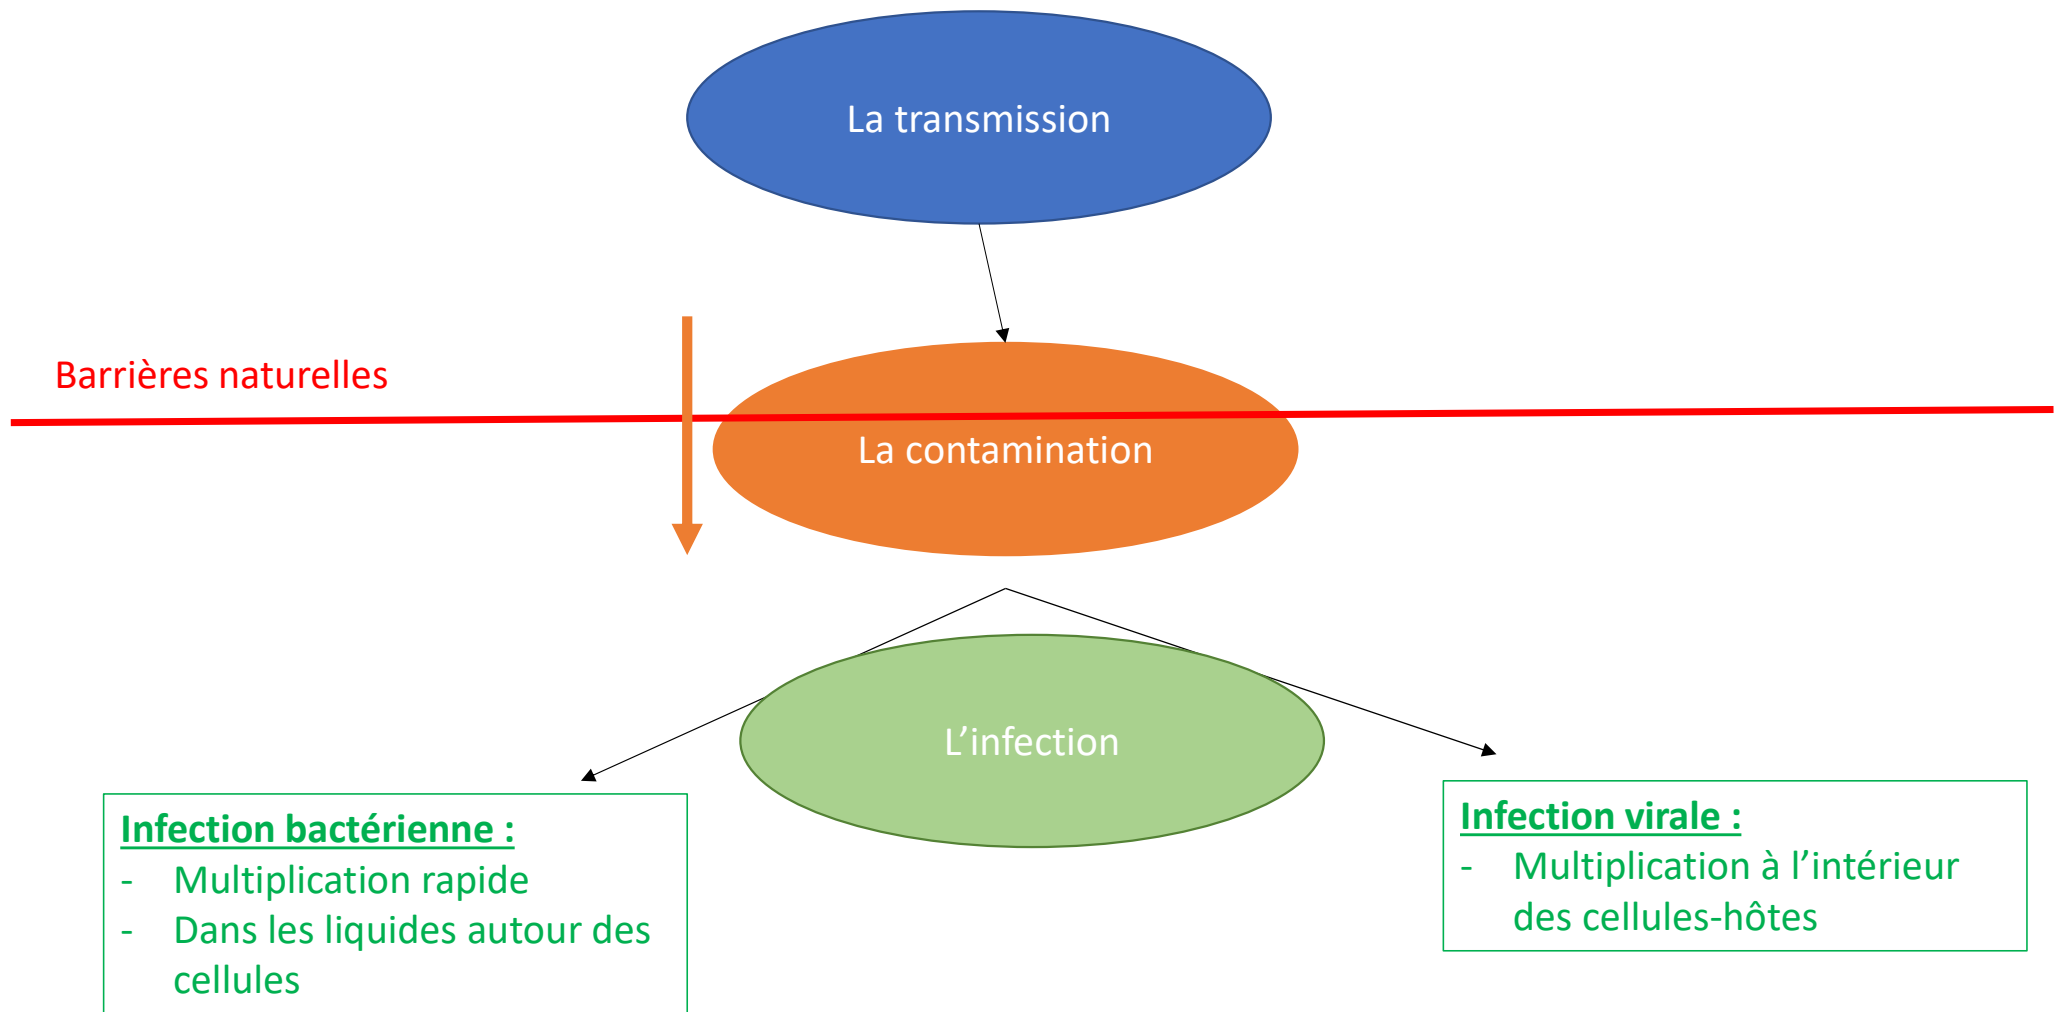 La transmission
Barrières naturelles
La contamination
L’infection
Infection bactérienne :
- Multiplication rapide
- Dans les liquides autour des
cellules
Infection virale :
- Multiplication à l’intérieur
des cellules-hôtes